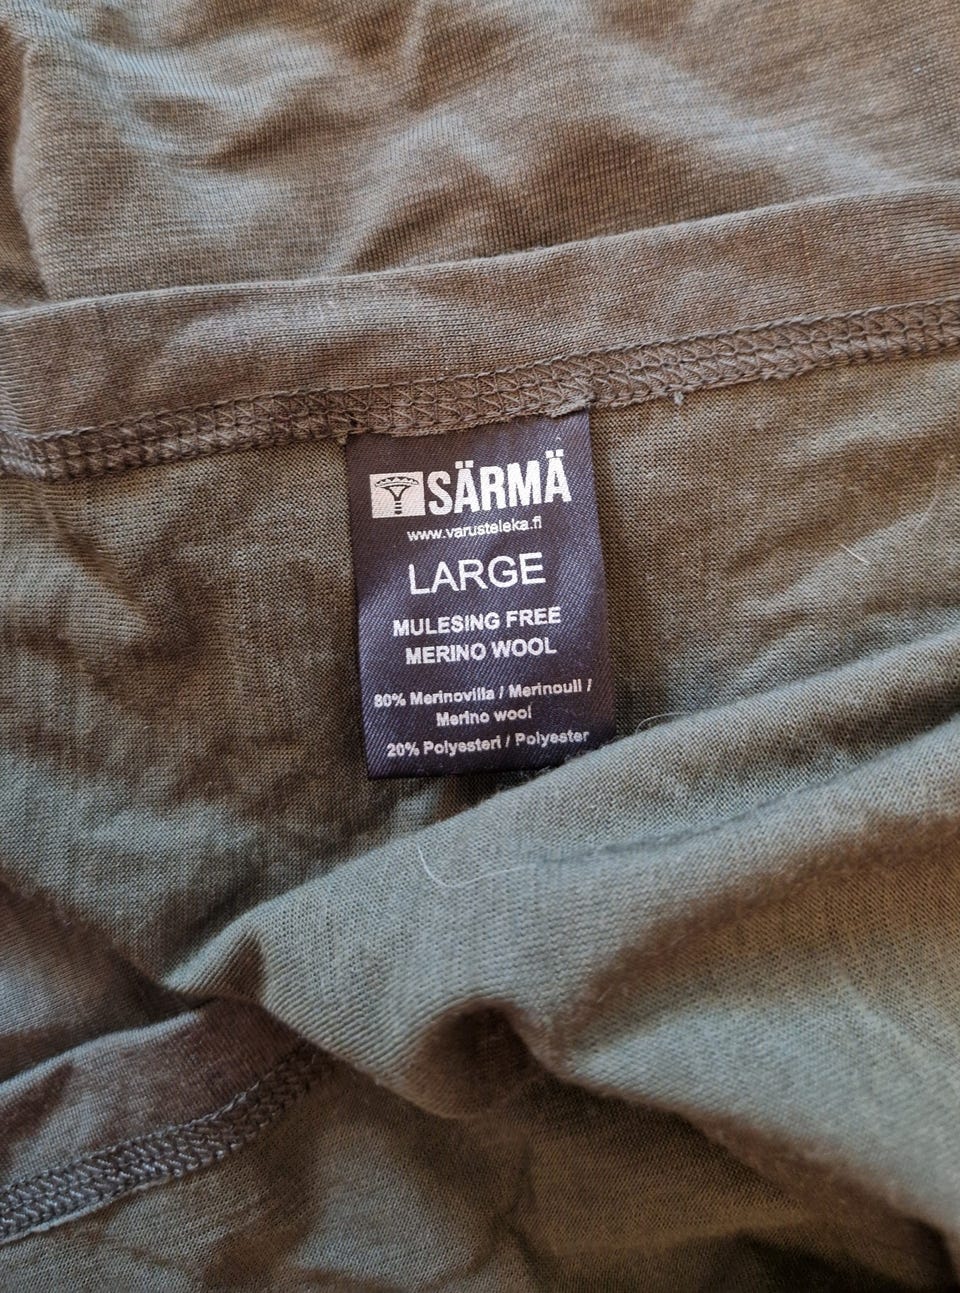 SÄRMÄ
www.varusteleka.fi
LARGE
MULESING FREE
MERINO WOOL
80% Merinovilla / Merinoull /
Merino wool
20% Polyesteri / Polyester